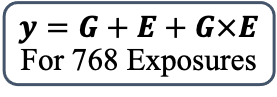 y = G + E + G×E
For 768 Exposures